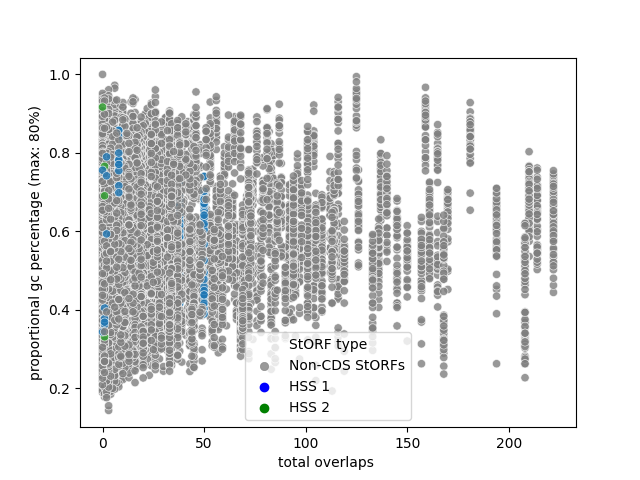 1.0
0.8
0.6
0.4
0.2
proportional gc percentage (max: 80%)
StORF type
Non-CDS StORFs
HSS 1
HSS 2
0 50 100 150 200
total overlaps